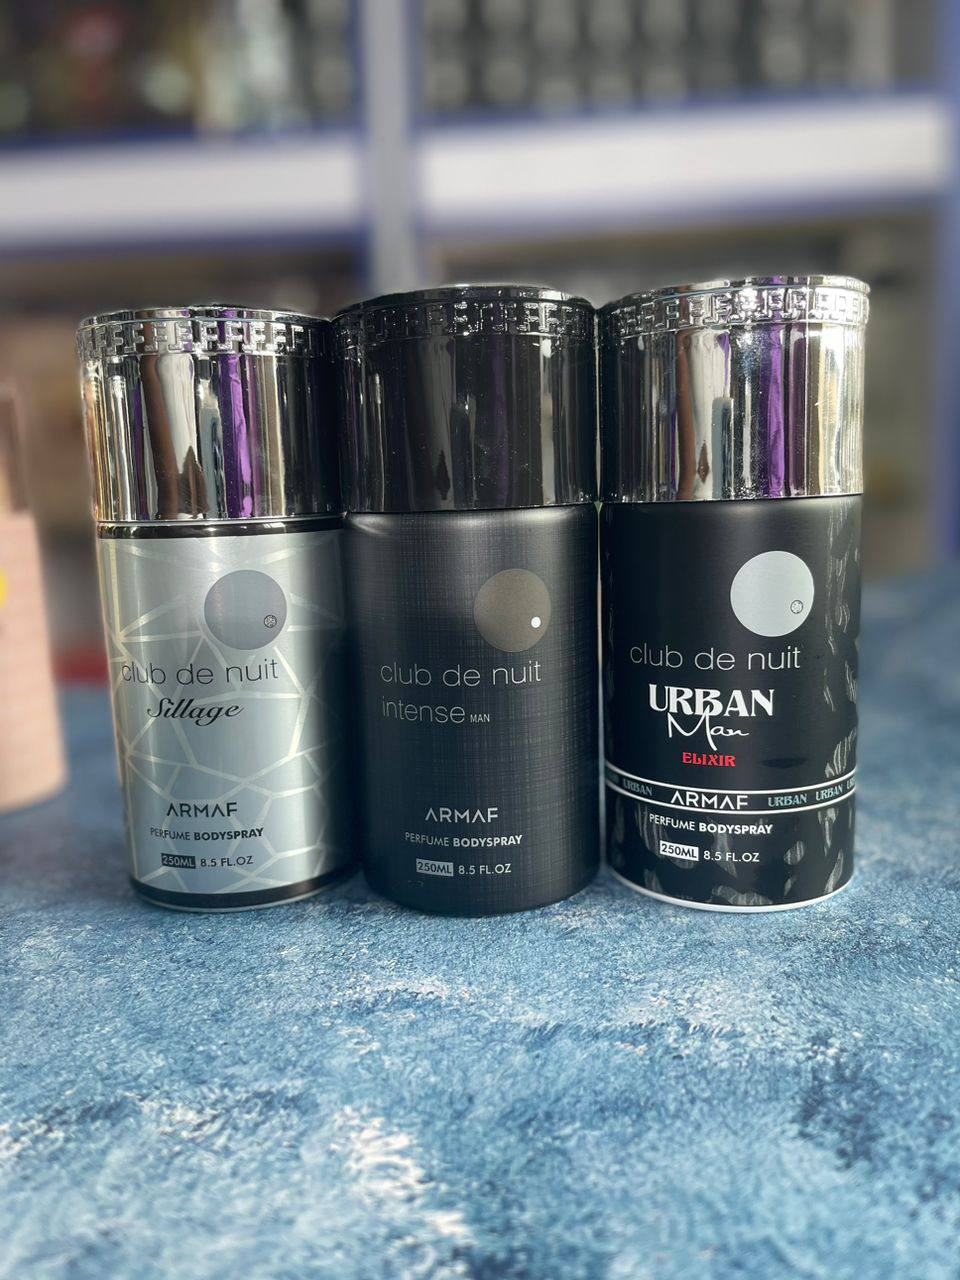 club de nuit
Sillage
ARMAF
PERFUME BODYSPRAY
250ML 8.5 FL.OZ
club de nuit
intense MAN
ARMAF
PERFUME BODYSPRAY
250ML 8.5 FL.OZ
club de nuit
URBAN
Man
ELIXIR
URBAN ARMAF URBAN URBAN
PERFUME BODYSPRAY
250ML 8.5 FL.OZ